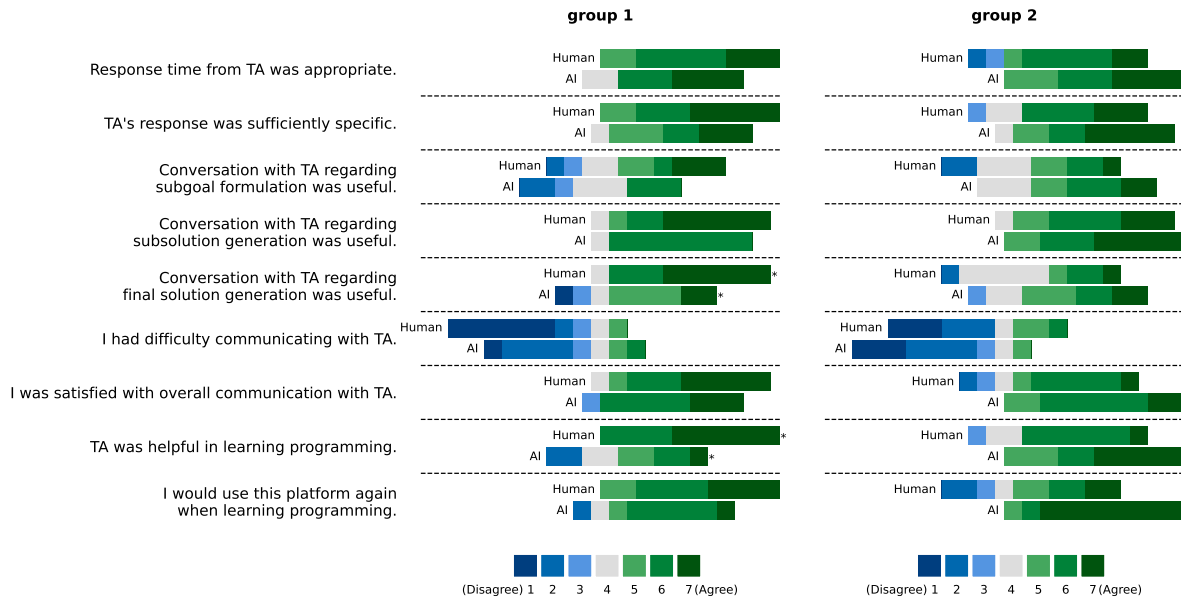 group 1
group 2
Response time from TA was appropriate.
Human
AI
Human
AI
TA's response was sufficiently specific.
Human
AI
Human
AI
Conversation with TA regarding
subgoal formulation was useful.
Human
AI
Human
AI
Conversation with TA regarding
subsolution generation was useful.
Human
AI
Human
AI
Conversation with TA regarding
final solution generation was useful.
Human
*
AI
*
Human
AI
I had difficulty communicating with TA.
Human
AI
Human
AI
I was satisfied with overall communication with TA.
Human
AI
Human
AI
TA was helpful in learning programming.
Human
*
AI
*
Human
AI
I would use this platform again
when learning programming.
Human
AI
Human
AI
(Disagree) 1 2 3 4 5 6 7 (Agree)
(Disagree) 1 2 3 4 5 6 7 (Agree)